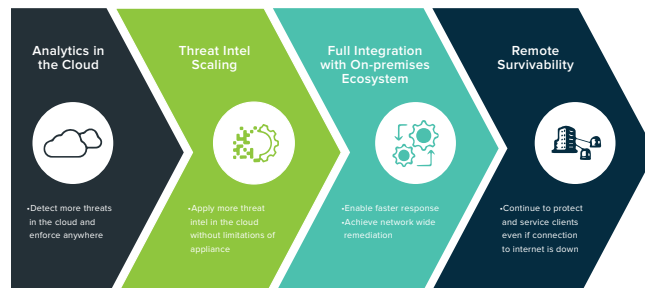 Analytics in
the Cloud
•Detect more threats
in the cloud and
enforce anywhere
Threat Intel
Scaling
•Apply more threat
intel in the cloud
without limitations of
appliance
Full Integration
with On-premises
Ecosystem
•Enable faster response
•Achieve network wide
remediation
Remote
Survivability
•Continue to protect
and service clients
even if connection
to internet is down